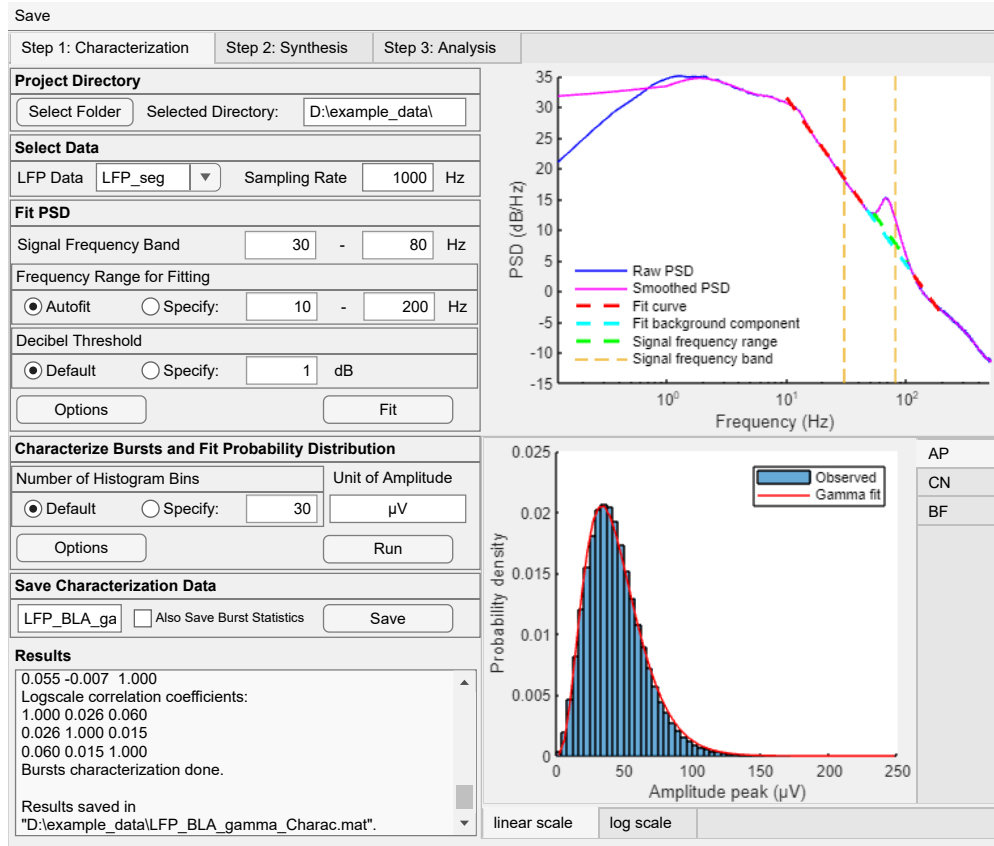 Save
Step 1: Characterization
Step 2: Synthesis
Step 3: Analysis
Project Directory
Select Folder
Selected Directory:
D:\example_data\
Select Data
LFP Data
LFP_seg
Sampling Rate
1000
Hz
Fit PSD
Signal Frequency Band
30
-
80
Hz
Frequency Range for Fitting
Autofit
Specify:
10
-
200
Hz
Decibel Threshold
Default
Specify:
1
dB
Options
Fit
Characterize Bursts and Fit Probability Distribution
Number of Histogram Bins
Unit of Amplitude
Default
Specify:
30
µV
Options
Run
Save Characterization Data
LFP_BLA_ga
Also Save Burst Statistics
Save
Results
0.055 -0.007 1.000
Logscale correlation coefficients:
1.000 0.026 0.060
0.026 1.000 0.015
0.060 0.015 1.000
Bursts characterization done.
Results saved in
"D:\example_data\LFP_BLA_gamma_Charac.mat".
PSD (dB/Hz)
35
30
25
20
15
10
5
0
-5
-10
-15
Raw PSD
Smoothed PSD
Fit curve
Fit background component
Signal frequency range
Signal frequency band
10⁰
10¹
10²
Frequency (Hz)
Probability density
0.025
0.02
0.015
0.01
0.005
0
Observed
Gamma fit
0
50
100
150
200
250
Amplitude peak (µV)
AP
CN
BF
linear scale
log scale